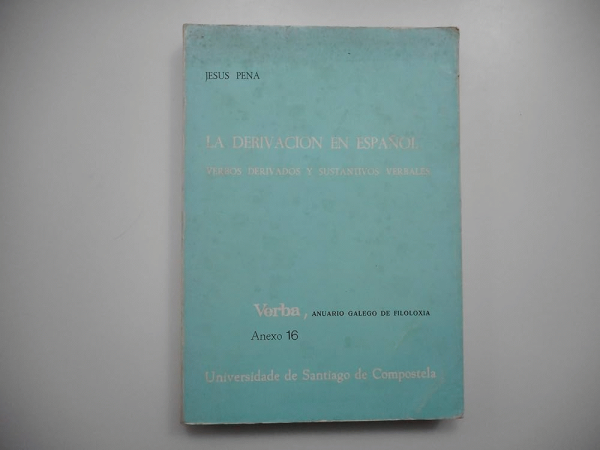 JESUS PENA
LA DERIVACION EN ESPAÑOL
VERBOS DERIVADOS Y SUSTANTIVOS VERBALES
Verba, ANUARIO GALEGO DE FILOLOXIA
Anexo 16
Universidade de Santiago de Compostela